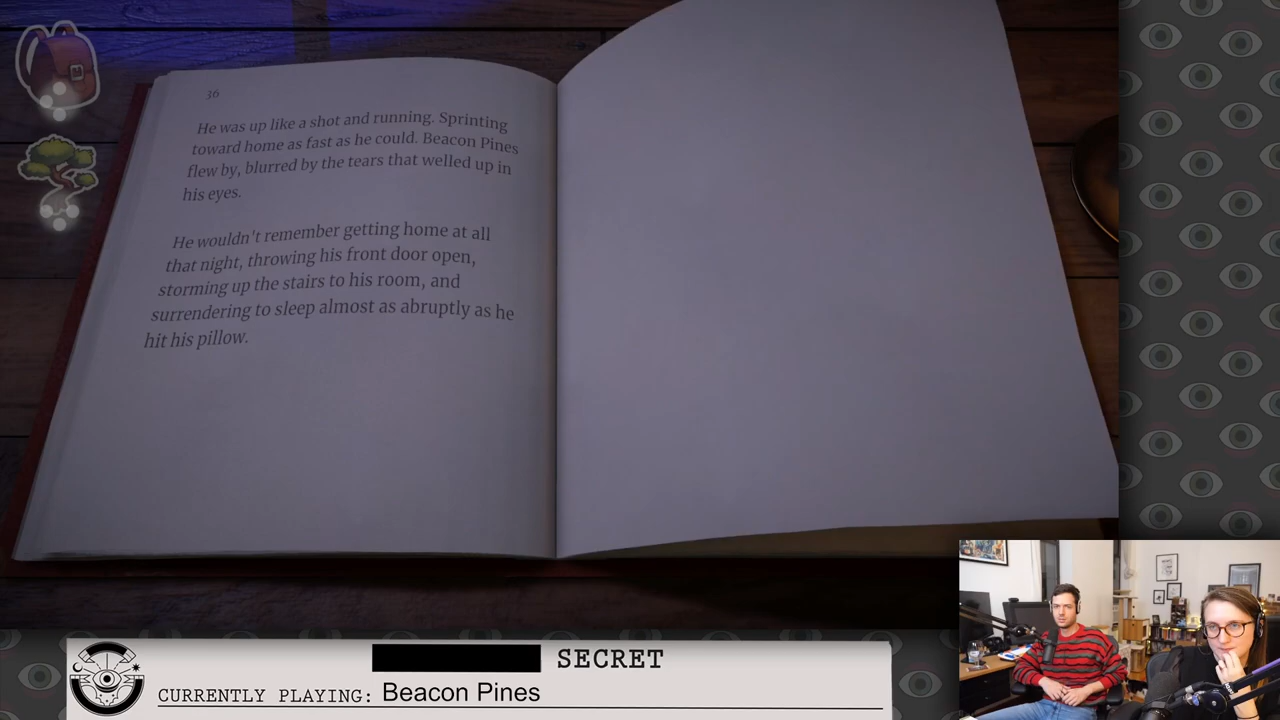 36
He was up like a shot and running. Sprinting
toward home as fast as he could. Beacon Pines
flew by, blurred by the tears that welled up in
his eyes.
He wouldn't remember getting home at all
that night, throwing his front door open,
storming up the stairs to his room, and
surrendering to sleep almost as abruptly as he
hit his pillow.
SECRET
CURRENTLY PLAYING: Beacon Pines